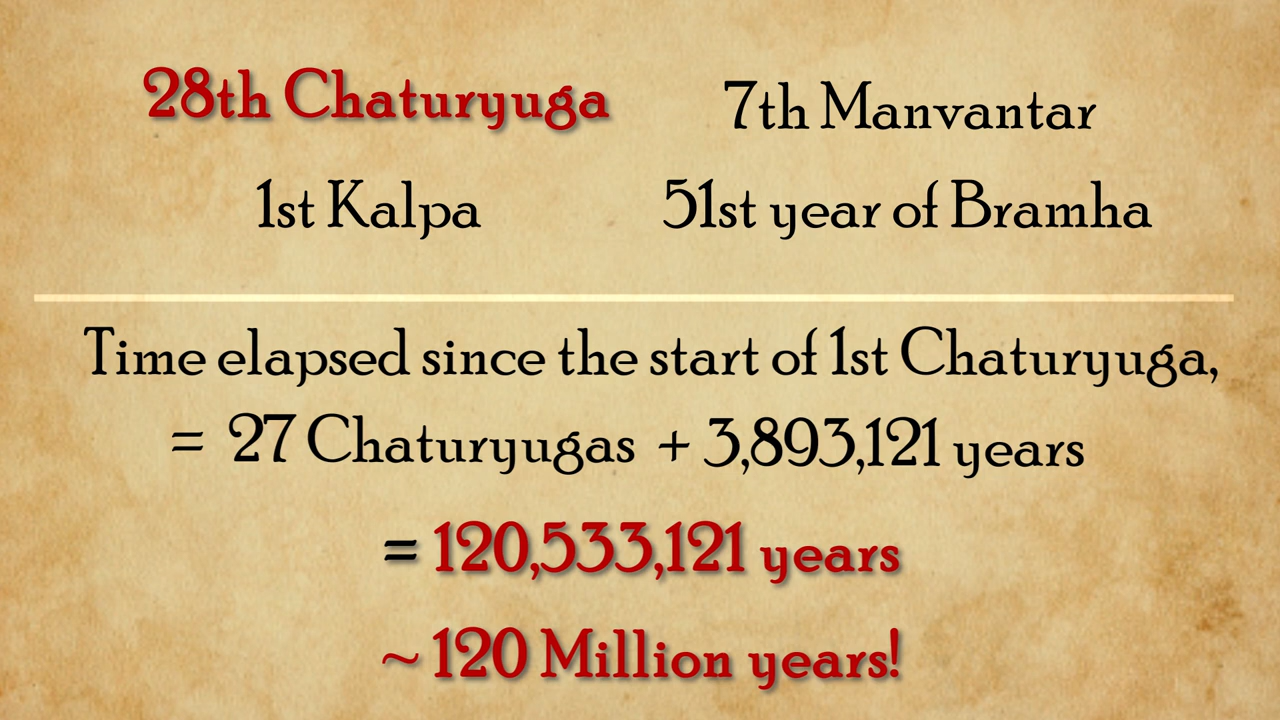 28th Chaturyuga
7th Manvantar
1st Kalpa
51st year of Bramha
Time elapsed since the start of 1st Chaturyuga,
= 27 Chaturyugas + 3,893,121 years
= 120,533,121 years
~ 120 Million years!